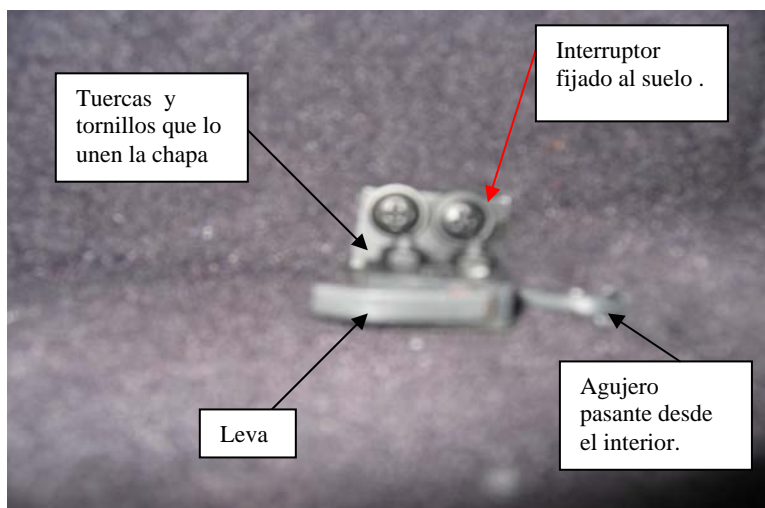 Interruptor
fijado al suelo .
Tuercas y
tornillos que lo
unen la chapa
Agujero
pasante desde
el interior.
Leva